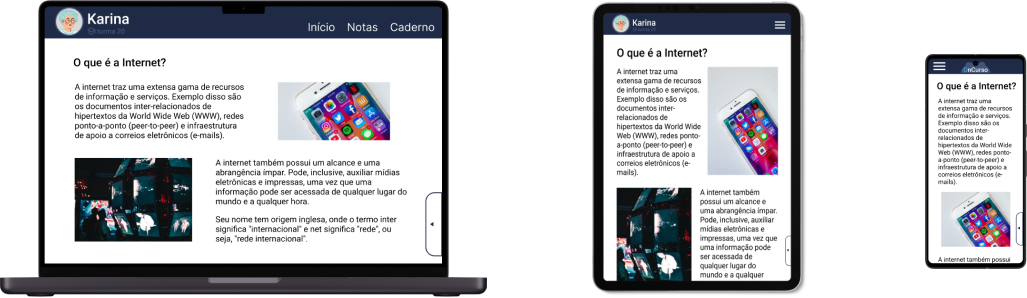 Karina
turma 20
Início Notas Caderno
O que é a Internet?
A internet traz uma extensa gama de recursos
de informação e serviços. Exemplo disso são
os documentos inter-relacionados de
hipertextos da World Wide Web (WWW), redes
ponto-a-ponto (peer-to-peer) e infraestrutura
de apoio a correios eletrônicos (e-mails).
A internet também possui um alcance e uma
abrangência ímpar. Pode, inclusive, auxiliar mídias
eletrônicas e impressas, uma vez que uma
informação pode ser acessada de qualquer lugar do
mundo e a qualquer hora.
Seu nome tem origem inglesa, onde o termo inter
significa "internacional" e net significa "rede", ou
seja, "rede internacional".
Karina
turma 20
O que é a Internet?
A internet traz uma
extensa gama de recursos
de informação e serviços.
Exemplo disso são os
documentos inter-
relacionados de
hipertextos da World Wide
Web (WWW), redes ponto-
a-ponto (peer-to-peer) e
infraestrutura de apoio a
correios eletrônicos (e-
mails).
A internet também
possui um alcance e
uma abrangência ímpar.
Pode, inclusive, auxiliar
mídias eletrônicas e
impressas, uma vez que
uma informação pode
ser acessada de
qualquer lugar do
mundo e a qualquer
OnCurso
O que é a Internet?
A internet traz uma
extensa gama de recursos
de informação e serviços.
Exemplo disso são os
documentos inter-
relacionados de
hipertextos da World Wide
Web (WWW), redes ponto-
a-ponto (peer-to-peer) e
infraestrutura de apoio a
correios eletrônicos (e-
mails).
A internet também possui